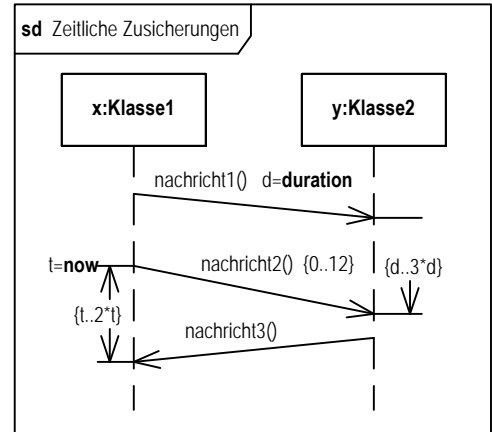 sd Zeitliche Zusicherungen
x:Klasse1
y:Klasse2
nachricht1() d=duration
t=now
nachricht2() {0..12}
{d..3*d}
{t..2*t}
nachricht3()